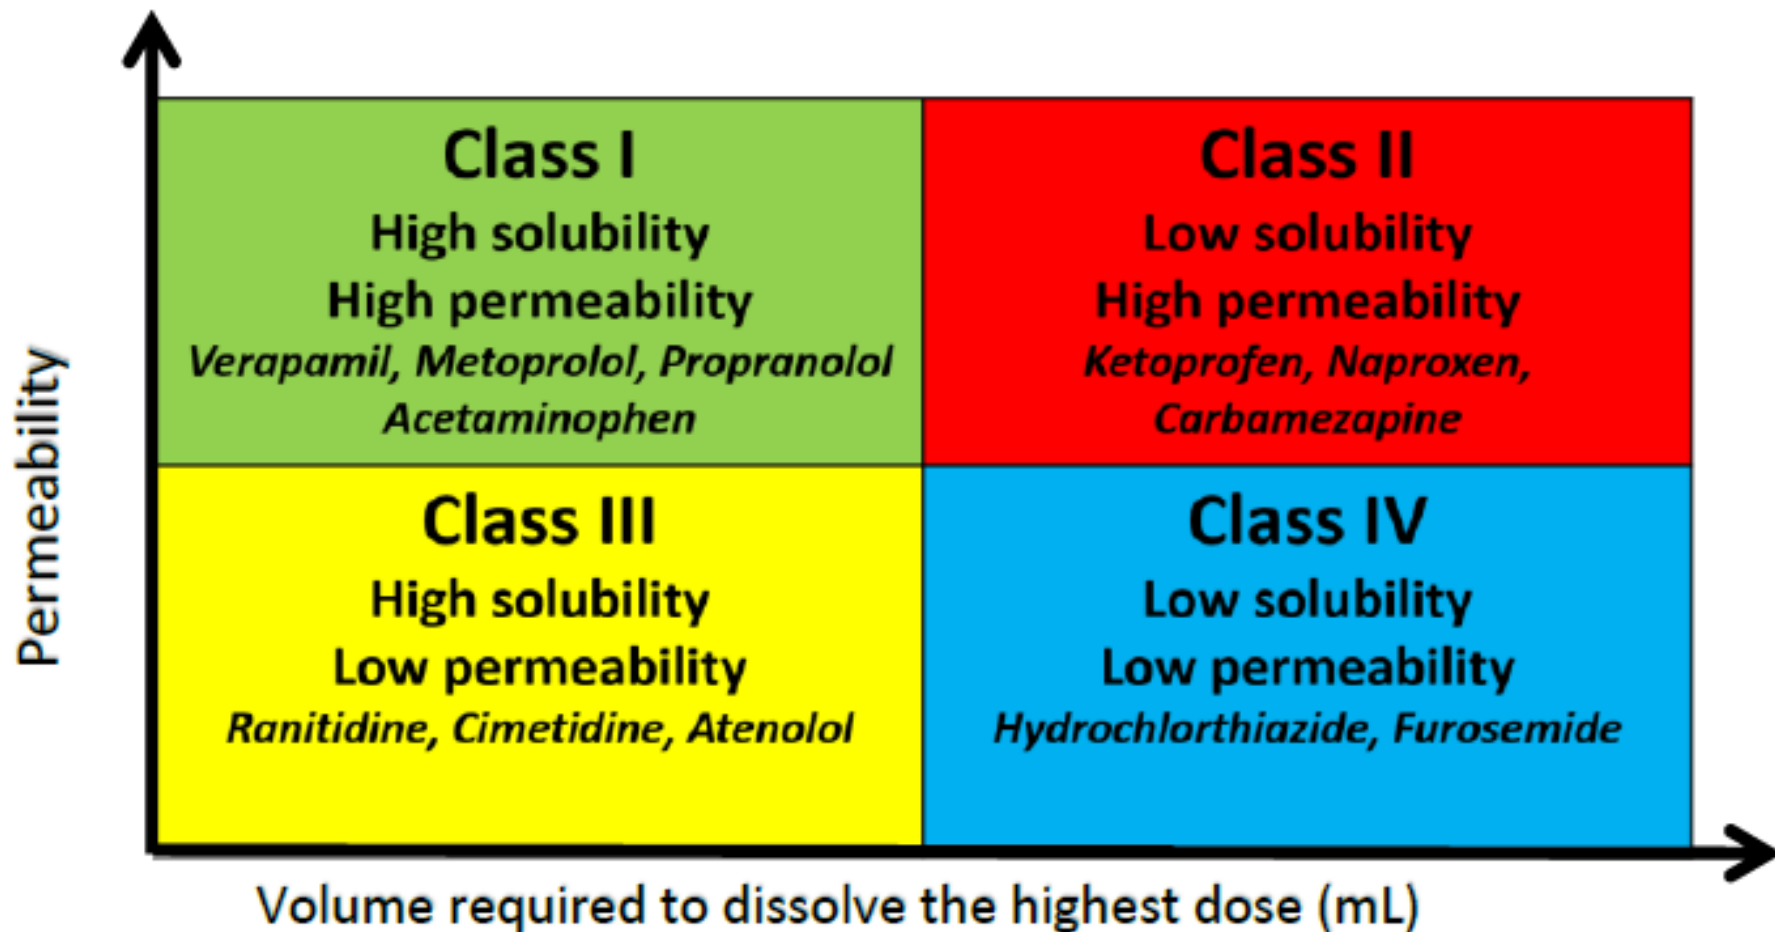 Permeability
Class I
High solubility
High permeability
Verapamil, Metoprolol, Propranolol
Acetaminophen
Class II
Low solubility
High permeability
Ketoprofen, Naproxen,
Carbamezapine
Class III
High solubility
Low permeability
Ranitidine, Cimetidine, Atenolol
Class IV
Low solubility
Low permeability
Hydrochlorthiazide, Furosemide
Volume required to dissolve the highest dose (mL)